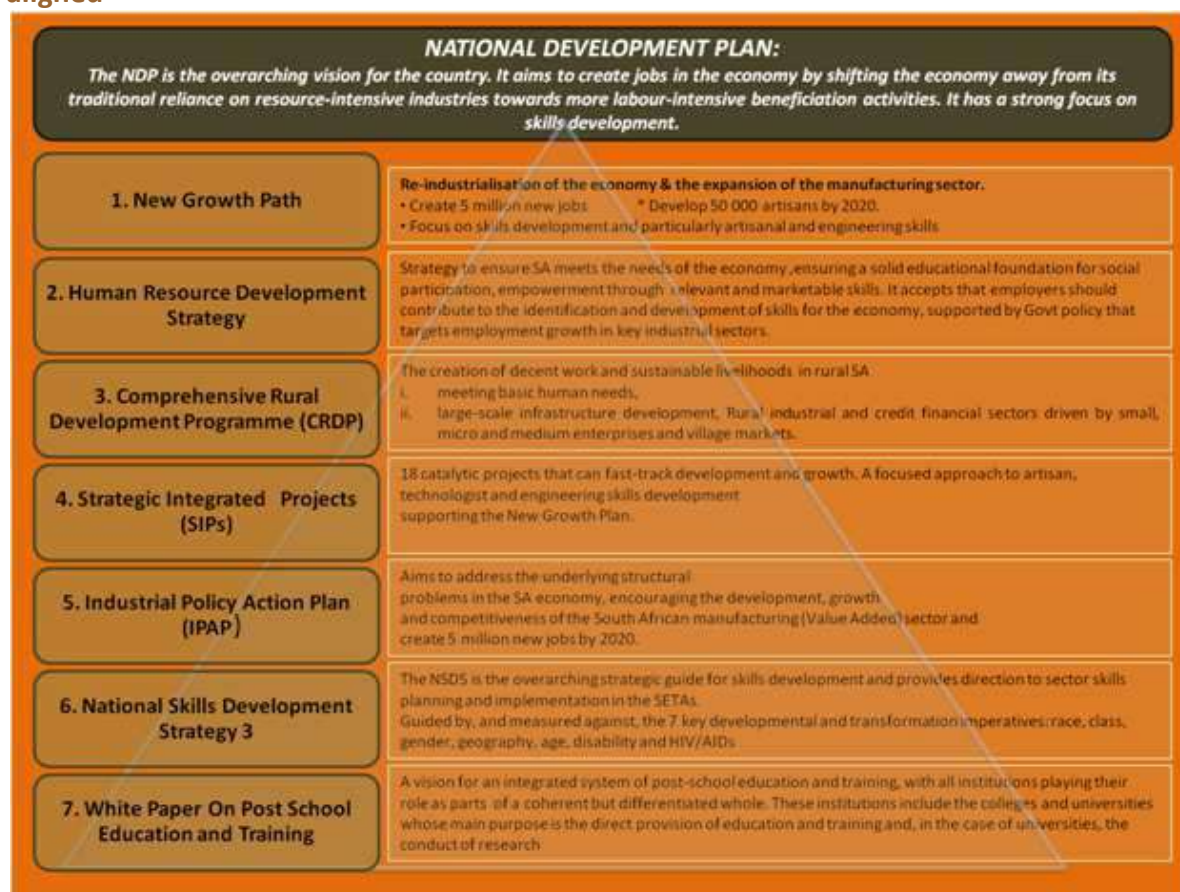 aligned
NATIONAL DEVELOPMENT PLAN:
The NDP is the overarching vision for the country. It aims to create jobs in the economy by shifting the economy away from its
traditional reliance on resource-intensive industries towards more labour-intensive beneficiation activities. It has a strong focus on
skills development.
1. New Growth Path
Re-industrialisation of the economy & the expansion of the manufacturing sector.
• Create 5 million new jobs * Develop 50 000 artisans by 2020.
• Focus on skills development and particularly artisanal and engineering skills
2. Human Resource Development
Strategy
Strategy to ensure SA meets the needs of the economy ,ensuring a solid educational foundation for social
participation, empowerment through relevant and marketable skills. It accepts that employers should
contribute to the identification and development of skills for the economy, supported by Govt policy that
targets employment growth in key industrial sectors.
3. Comprehensive Rural
Development Programme (CRDP)
The creation of decent work and sustainable livelihoods in rural SA
i. meeting basic human needs,
ii. large-scale infrastructure development, Rural industrial and credit financial sectors driven by small,
micro and medium enterprises and village markets.
4. Strategic Integrated Projects
(SIPs)
18 catalytic projects that can fast-track development and growth. A focused approach to artisan,
technologist and engineering skills development
supporting the New Growth Plan.
5. Industrial Policy Action Plan
(IPAP)
Aims to address the underlying structural
problems in the SA economy, encouraging the development, growth
and competitiveness of the South African manufacturing (Value Added) sector and
create 5 million new jobs by 2020.
6. National Skills Development
Strategy 3
The NSDS is the overarching strategic guide for skills development and provides direction to sector skills
planning and implementation in the SETAs.
Guided by, and measured against, the 7 key developmental and transformation imperatives: race, class,
gender, geography, age, disability and HIV/AIDs
7. White Paper On Post School
Education and Training
A vision for an integrated system of post-school education and training, with all institutions playing their
role as parts of a coherent but differentiated whole. These institutions include the colleges and universities
whose main purpose is the direct provision of education and training and, in the case of universities, the
conduct of research